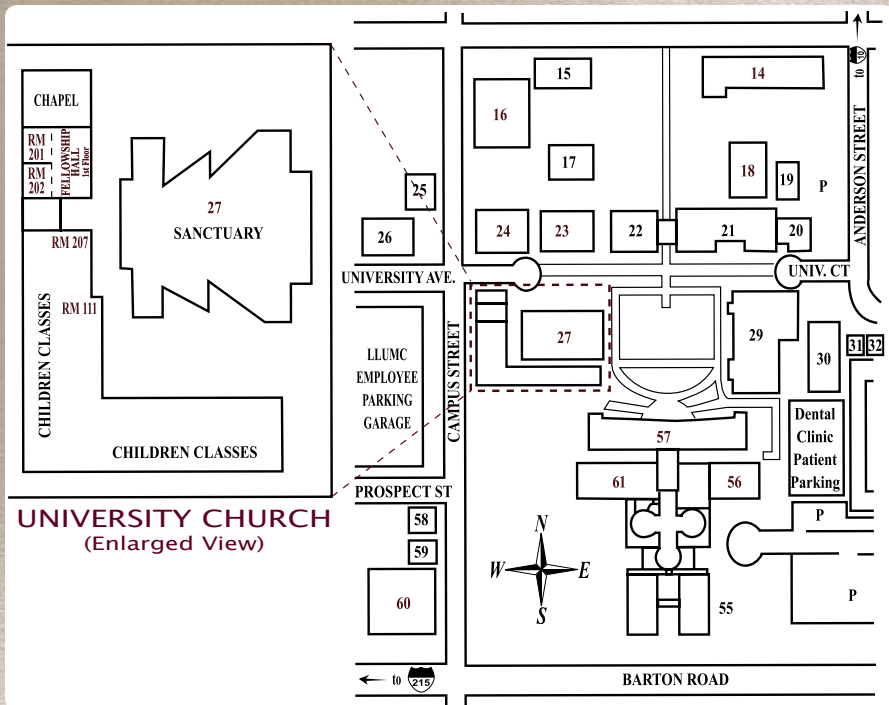 CHAPEL
RM
201
RM
202
FELLOWSHIP
HALL
1st Floor
RM 207
RM 111
27
SANCTUARY
CHILDREN CLASSES
CHILDREN CLASSES
UNIVERSITY CHURCH
(Enlarged View)
15
14
16
17
18
19
P
25
26
24
23
22
21
20
to 10
ANDERSON STREET
UNIVERSITY AVE.
UNIV. CT
27
29
30
31
32
LLUMC
EMPLOYEE
PARKING
GARAGE
CAMPUS STREET
57
61
56
Dental
Clinic
Patient
Parking
PROSPECT ST
58
59
60
P
P
N
W
E
S
55
to 215
BARTON ROAD